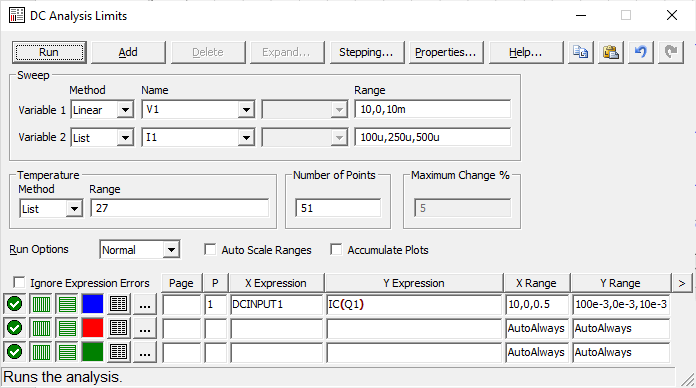 DC Analysis Limits
Run Add Delete Expand... Stepping... Properties... Help...
Sweep
Method Name Range
Variable 1 Linear V1 10,0,10m
Variable 2 List I1 100u,250u,500u
Temperature Number of Points Maximum Change %
Method Range
List 27 51 5
Run Options Normal Auto Scale Ranges Accumulate Plots
Ignore Expression Errors Page P X Expression Y Expression X Range Y Range >
... 1 DCINPUT1 IC(Q1) 10,0,0.5 100e-3,0e-3,10e-3
... AutoAlways AutoAlways
... AutoAlways AutoAlways
Runs the analysis.